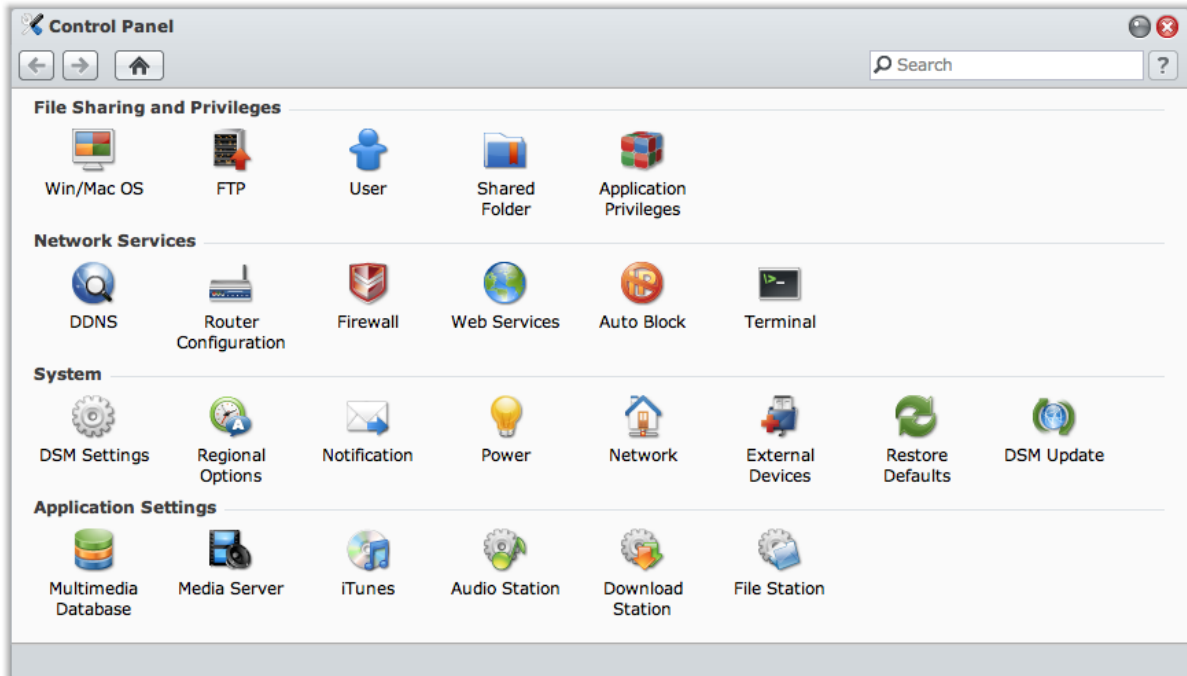 Control Panel
Search
?
File Sharing and Privileges
Win/Mac OS
FTP
User
Shared
Folder
Application
Privileges
Network Services
DDNS
Router
Configuration
Firewall
Web Services
Auto Block
Terminal
System
DSM Settings
Regional
Options
Notification
Power
Network
External
Devices
Restore
Defaults
DSM Update
Application Settings
Multimedia
Database
Media Server
iTunes
Audio Station
Download
Station
File Station